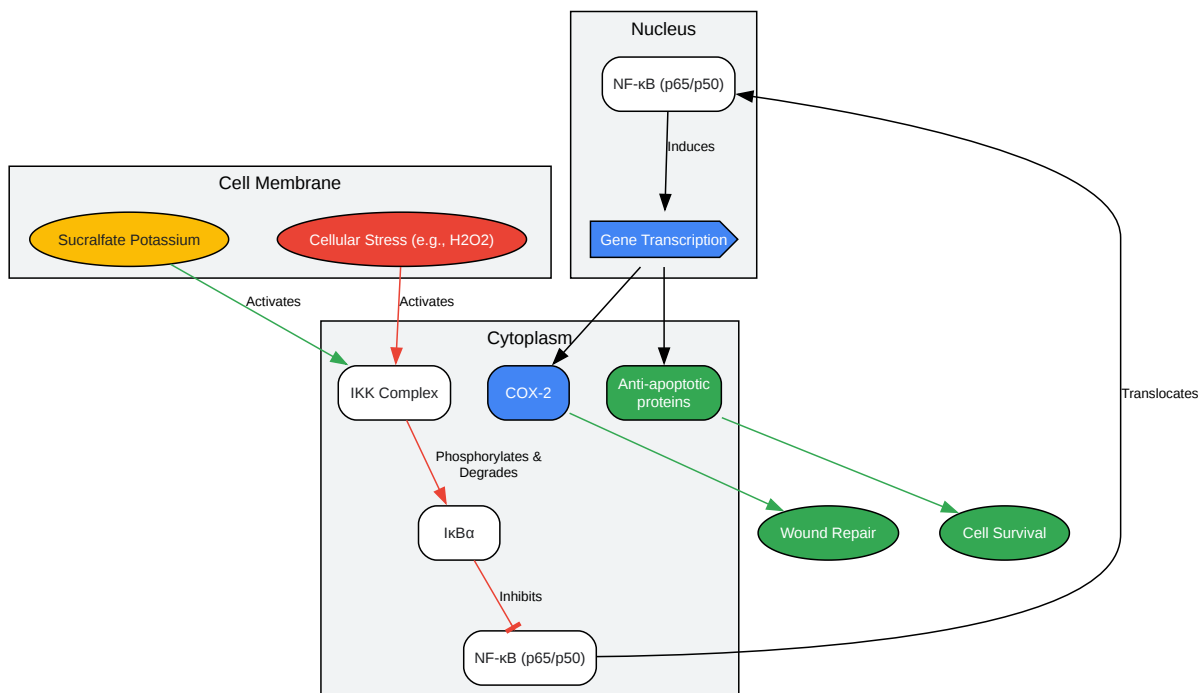 Nucleus
NF-κB (p65/p50)
Induces
Cell Membrane
Sucralfate Potassium
Cellular Stress (e.g., H2O2)
Gene Transcription
Activates
Activates
Cytoplasm
IKK Complex
COX-2
Anti-apoptotic
proteins
Translocates
Phosphorylates &
Degrades
IκBα
Wound Repair
Cell Survival
Inhibits
NF-κB (p65/p50)